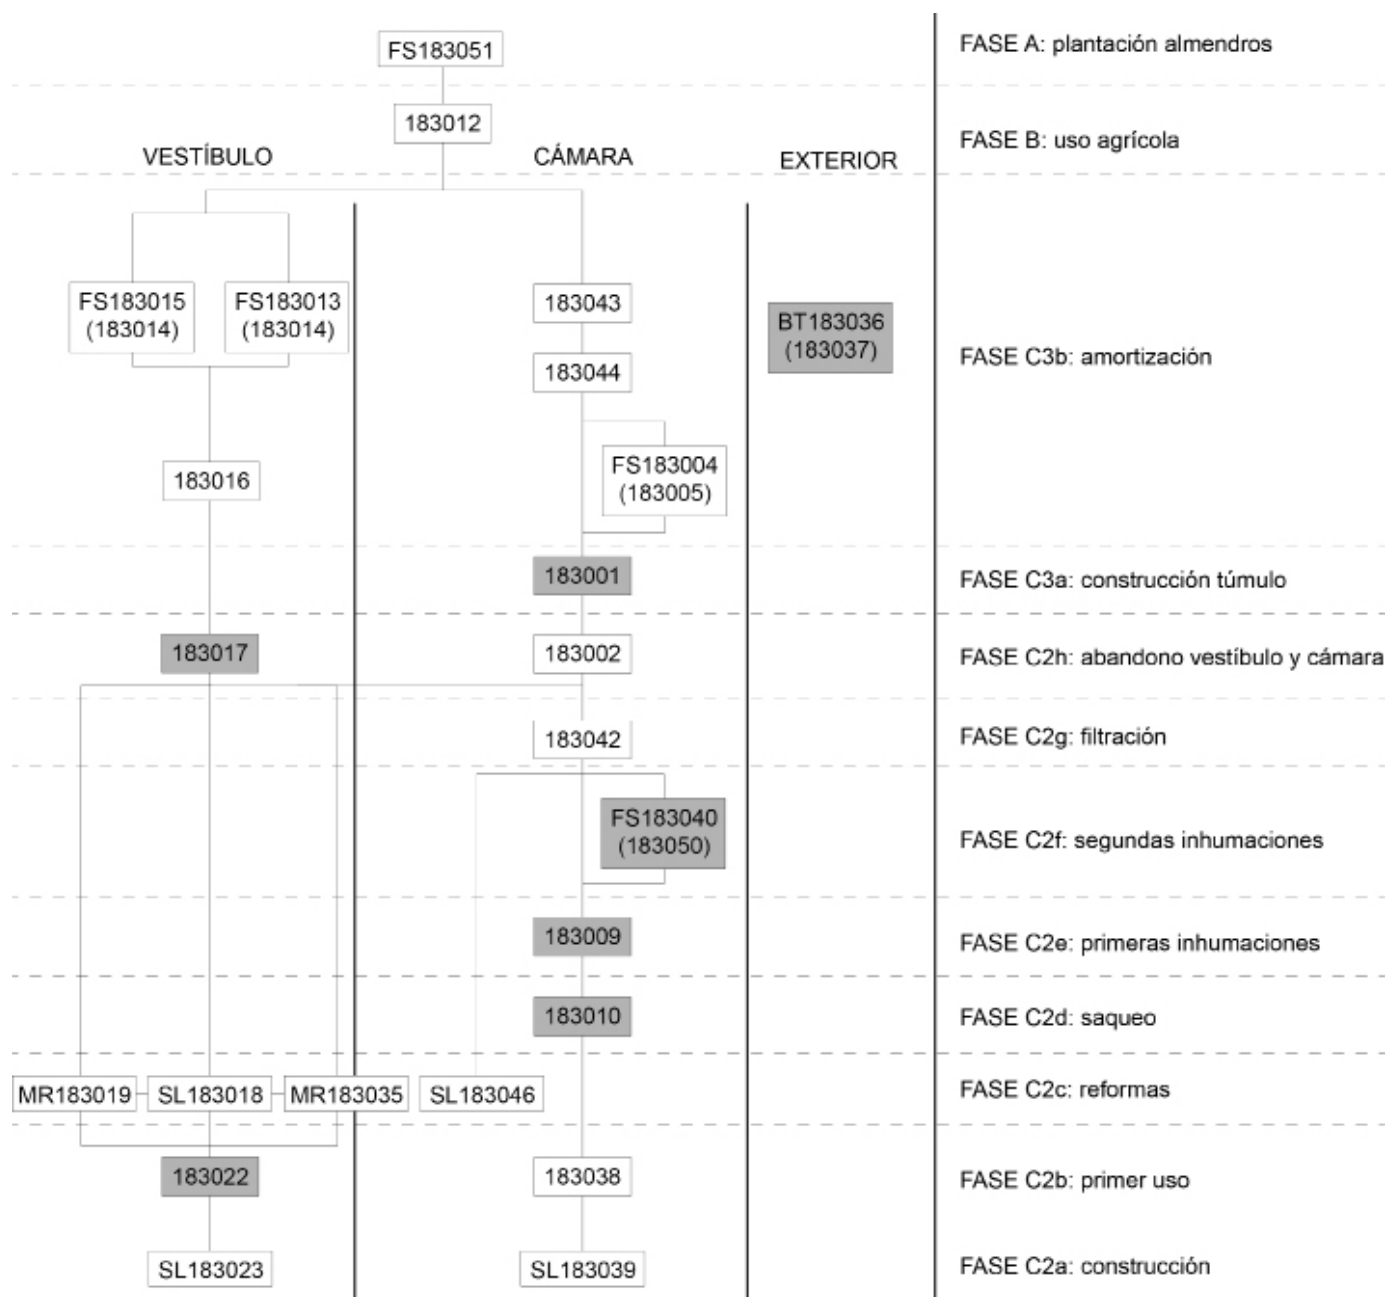 FS183051
FASE A: plantación almendros
183012
FASE B: uso agrícola
VESTÍBULO
CÁMARA
EXTERIOR
FS183015
(183014)
FS183013
(183014)
183043
BT183036
(183037)
183044
FASE C3b: amortización
FS183004
(183005)
183016
183001
FASE C3a: construcción túmulo
183017
183002
FASE C2h: abandono vestíbulo y cámara
183042
FASE C2g: filtración
FS183040
(183050)
FASE C2f: segundas inhumaciones
183009
FASE C2e: primeras inhumaciones
183010
FASE C2d: saqueo
MR183019
SL183018
MR183035
SL183046
FASE C2c: reformas
183022
183038
FASE C2b: primer uso
SL183023
SL183039
FASE C2a: construcción